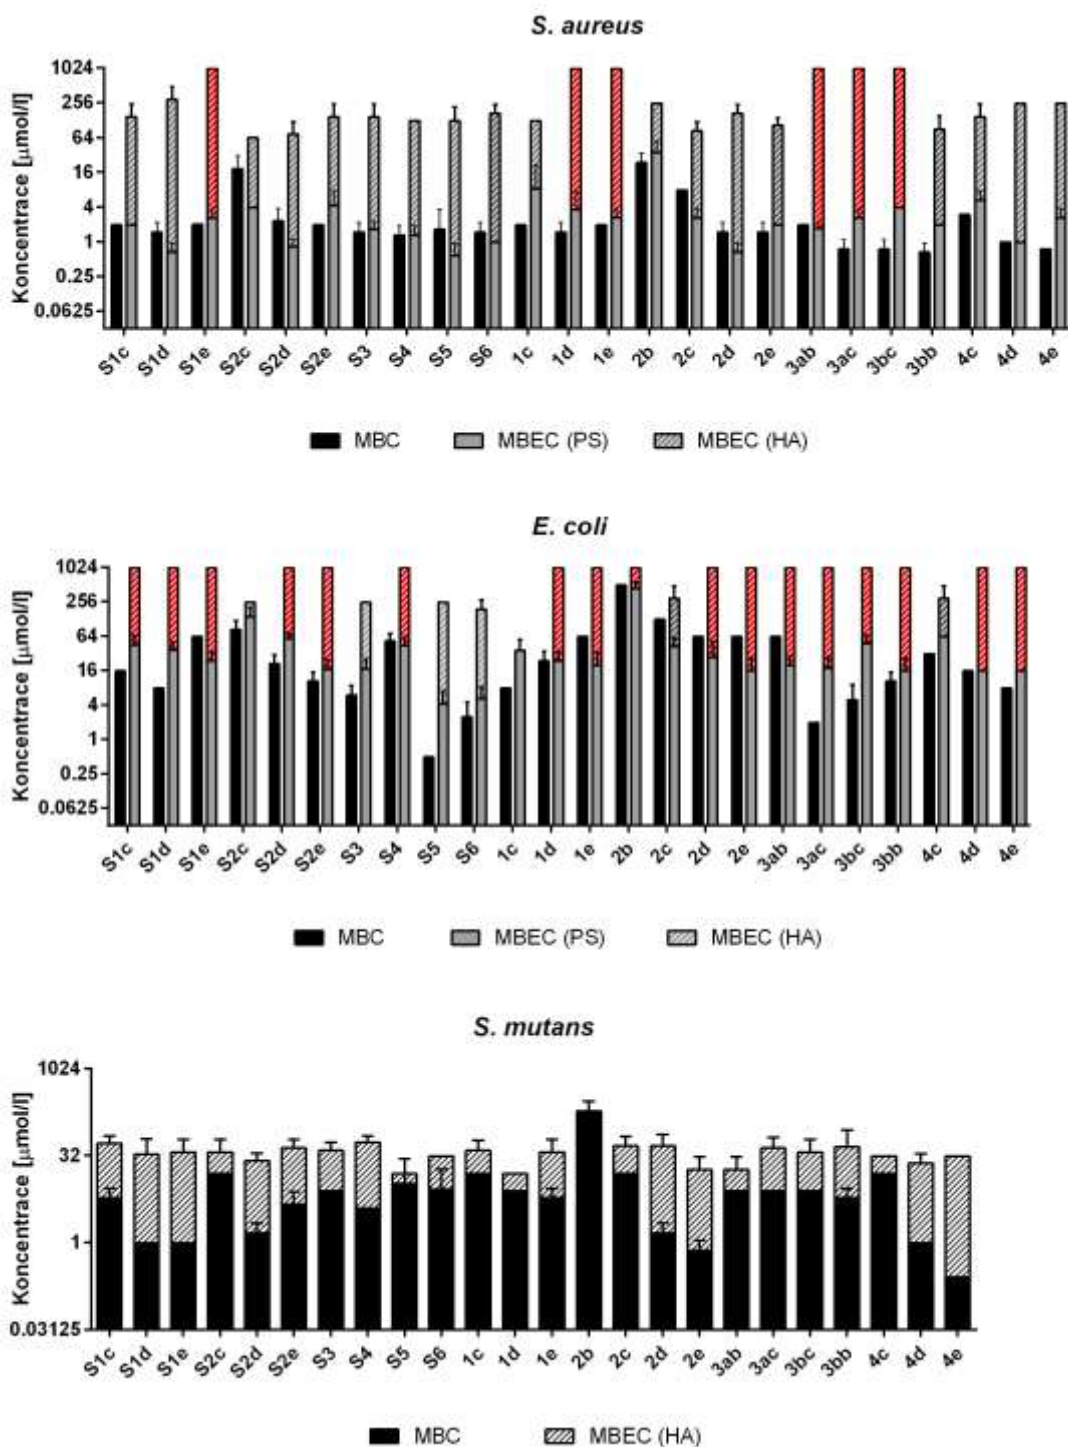 S. aureus
Koncentrace [µmol/l]
1024
256
64
16
4
1
0.25
0.0625
S1c S1d S1e S2c S2d S2e S3 S4 S5 S6 1c 1d 1e 2b 2c 2d 2e 3ab 3ac 3bc 3bb 4c 4d 4e
MBC MBEC (PS) MBEC (HA)
E. coli
Koncentrace [µmol/l]
1024
256
64
16
4
1
0.25
0.0625
S1c S1d S1e S2c S2d S2e S3 S4 S5 S6 1c 1d 1e 2b 2c 2d 2e 3ab 3ac 3bc 3bb 4c 4d 4e
MBC MBEC (PS) MBEC (HA)
S. mutans
Koncentrace [µmol/l]
1024
32
1
0.03125
S1c S1d S1e S2c S2d S2e S3 S4 S5 S6 1c 1d 1e 2b 2c 2d 2e 3ab 3ac 3bc 3bb 4c 4d 4e
MBC MBEC (HA)